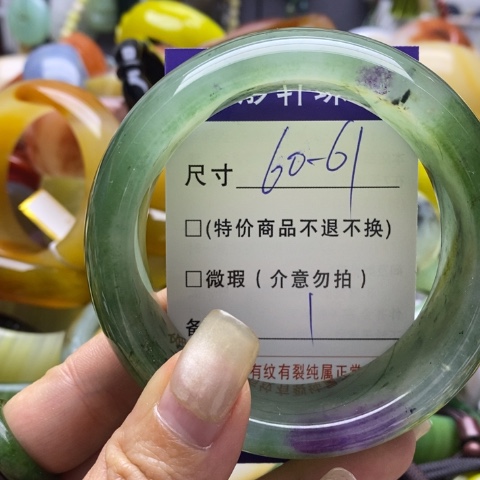 尺寸 60-61
□(特价商品不退不换)
□微瑕（介意勿拍）
备
有纹有裂纯属正常